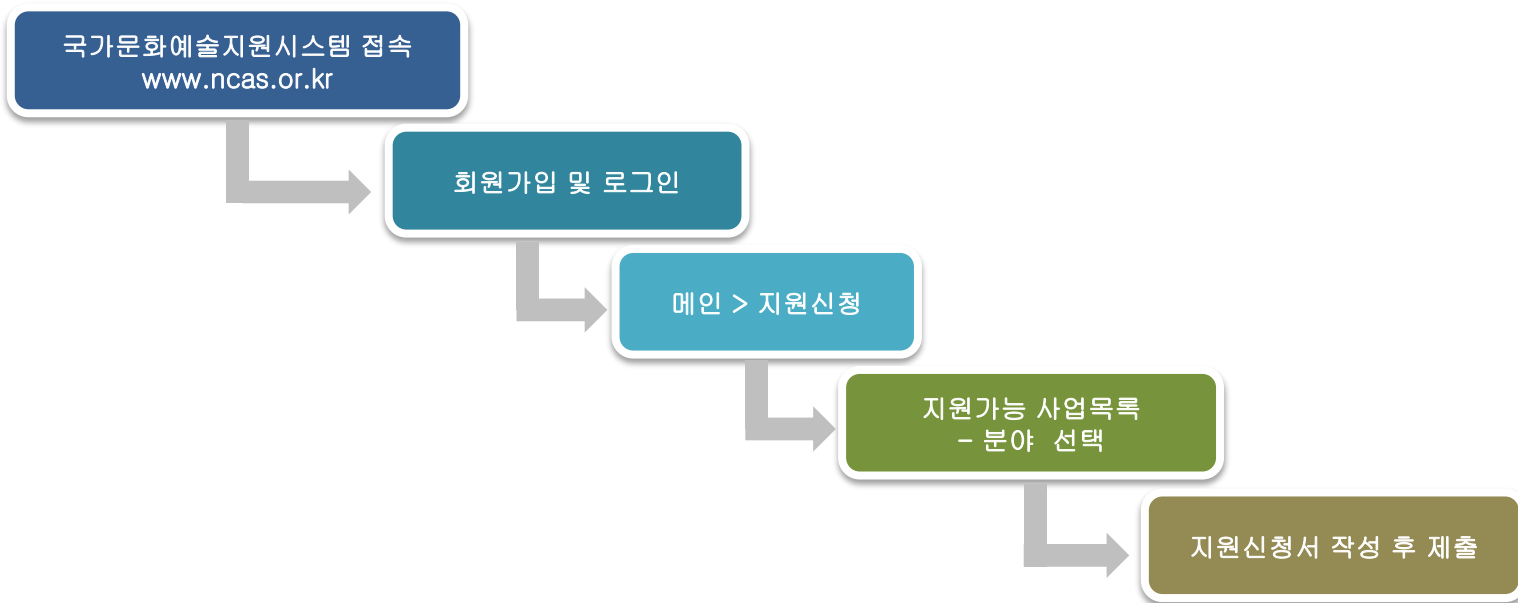 국가문화예술지원시스템 접속
www.ncas.or.kr
회원가입 및 로그인
메인 > 지원신청
지원가능 사업목록
- 분야 선택
지원신청서 작성 후 제출